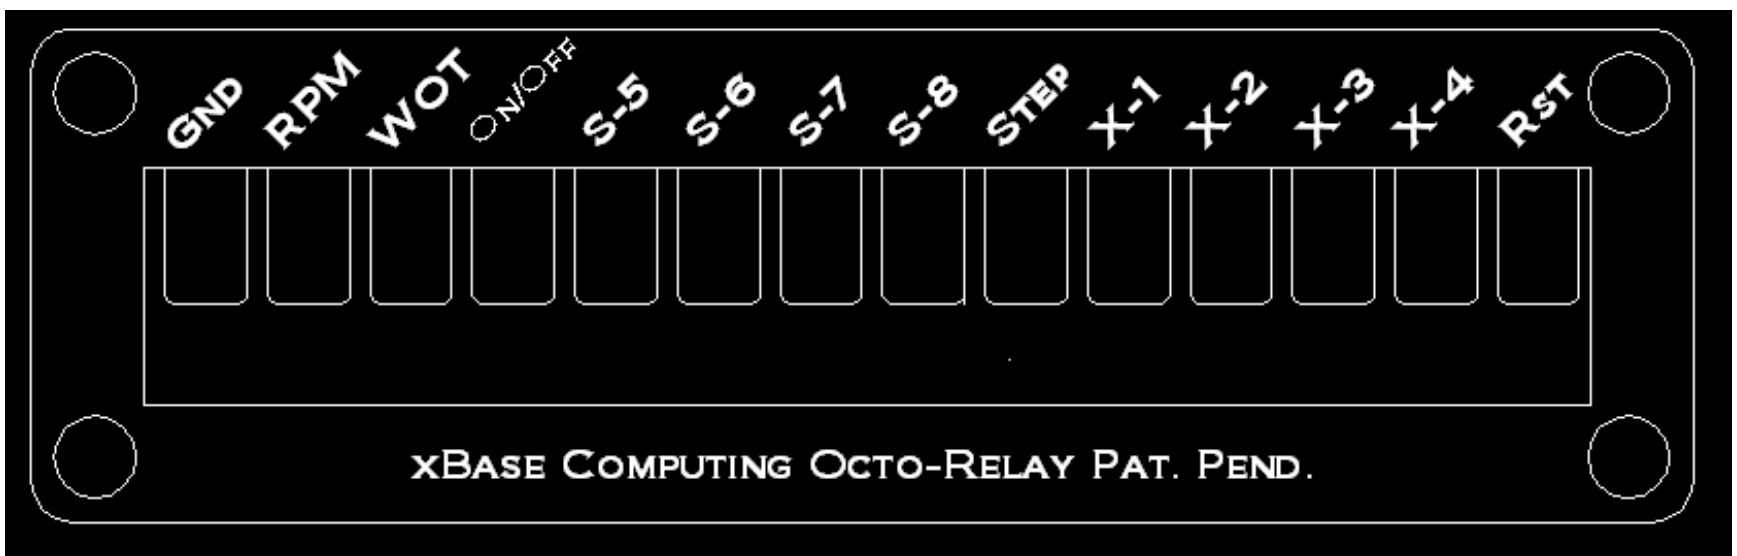 GND RPM WOT ON/OFF S-5 S-6 S-7 S-8 STEP X-1 X-2 X-3 X-4 RST
xBASE COMPUTING OCTO-RELAY PAT. PEND.